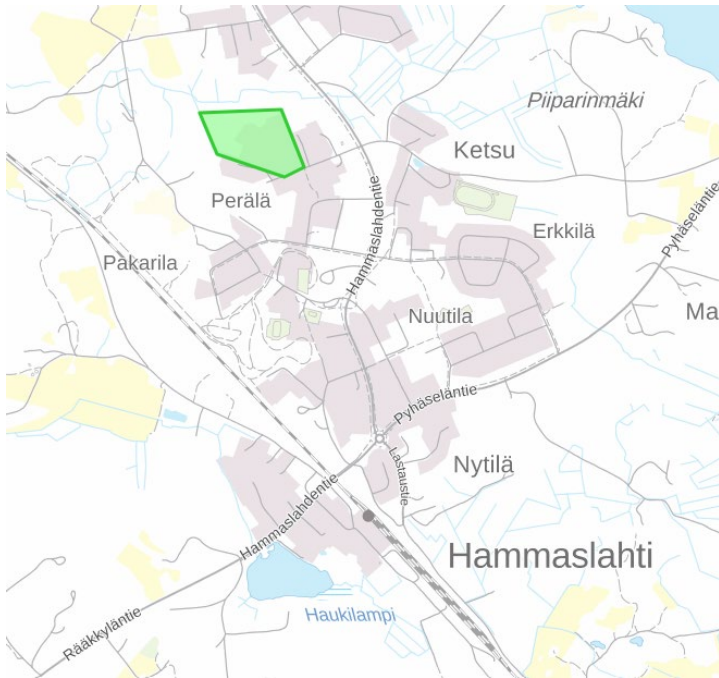 Piiparinmäki
Ketsu
Perälä
Hammaslahdentie
Erkkilä
Pyhäseläntie
Pakarila
Nuutila
Ma
Pyhäseläntie
Lastaustie
Nytilä
Hammaslahdentie
Hammaslahti
Haukilampi
Rääkkyläntie